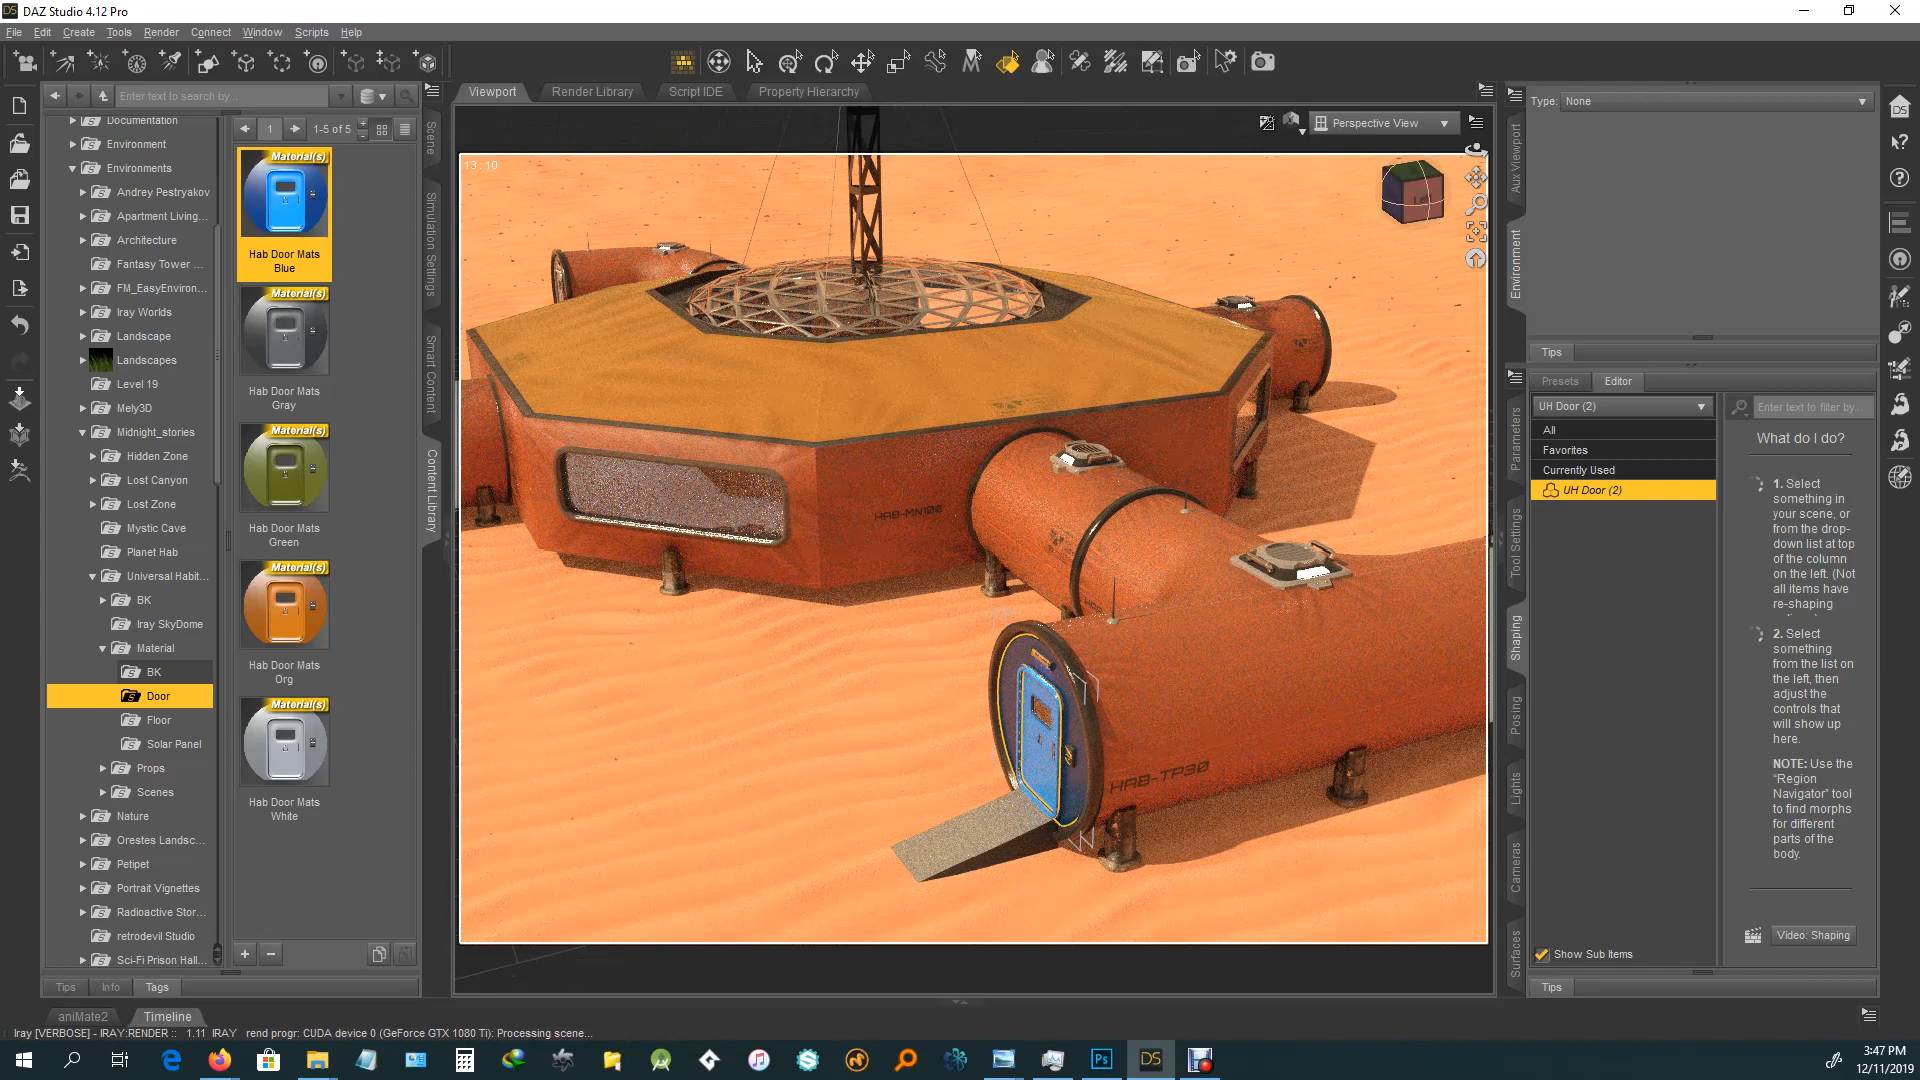 DAZ Studio 4.12 Pro
File Edit Create Tools Render Connect Window Scripts Help
Enter text to search by...
Documentation
Environment
Environments
Andrey Pestryakov
Apartment Living...
Architecture
Fantasy Tower ...
FM_EasyEnviron...
Iray Worlds
Landscape
Landscapes
Level 19
Mely3D
Midnight_stories
Hidden Zone
Lost Canyon
Lost Zone
Mystic Cave
Planet Hab
Universal Habit...
BK
Iray SkyDome
Material
BK
Door
Floor
Solar Panel
Props
Scenes
Nature
Orestes Landsc...
Petipet
Portrait Vignettes
Radioactive Stor...
retrodevil Studio
Sci-Fi Prison Hall...
Tips Info Tags
1 1-5 of 5
Material(s)
Hab Door Mats
Blue
Material(s)
Hab Door Mats
Gray
Material(s)
Hab Door Mats
Green
Material(s)
Hab Door Mats
Org
Material(s)
Hab Door Mats
White
Scene
Simulation Settings
Smart Content
Content Library
Viewport Render Library Script IDE Property Hierarchy
Perspective View
13 : 10
HAB-MN100
HAB-TP30
Aux Viewport
Environment
Type: None
Tips
Parameters
Tool Settings
Shaping
Posing
Lights
Cameras
Surfaces
Presets Editor
UH Door (2)
Enter text to filter by...
All
Favorites
Currently Used
UH Door (2)
What do I do?
1. Select
something in
your scene, or
from the drop-
down list at top
of the column
on the left. (Not
all items have
re-shaping
2. Select
something
from the list on
the left, then
adjust the
controls that
will show up
here.
NOTE: Use the
“Region
Navigator” tool
to find morphs
for different
parts of the
body.
Video: Shaping
Show Sub Items
Tips
aniMate2 Timeline
Iray [VERBOSE] - IRAY:RENDER :: 1.11 IRAY rend progr: CUDA device 0 (GeForce GTX 1080 Ti): Processing scene...
Ps
DS
3:47 PM
12/11/2019